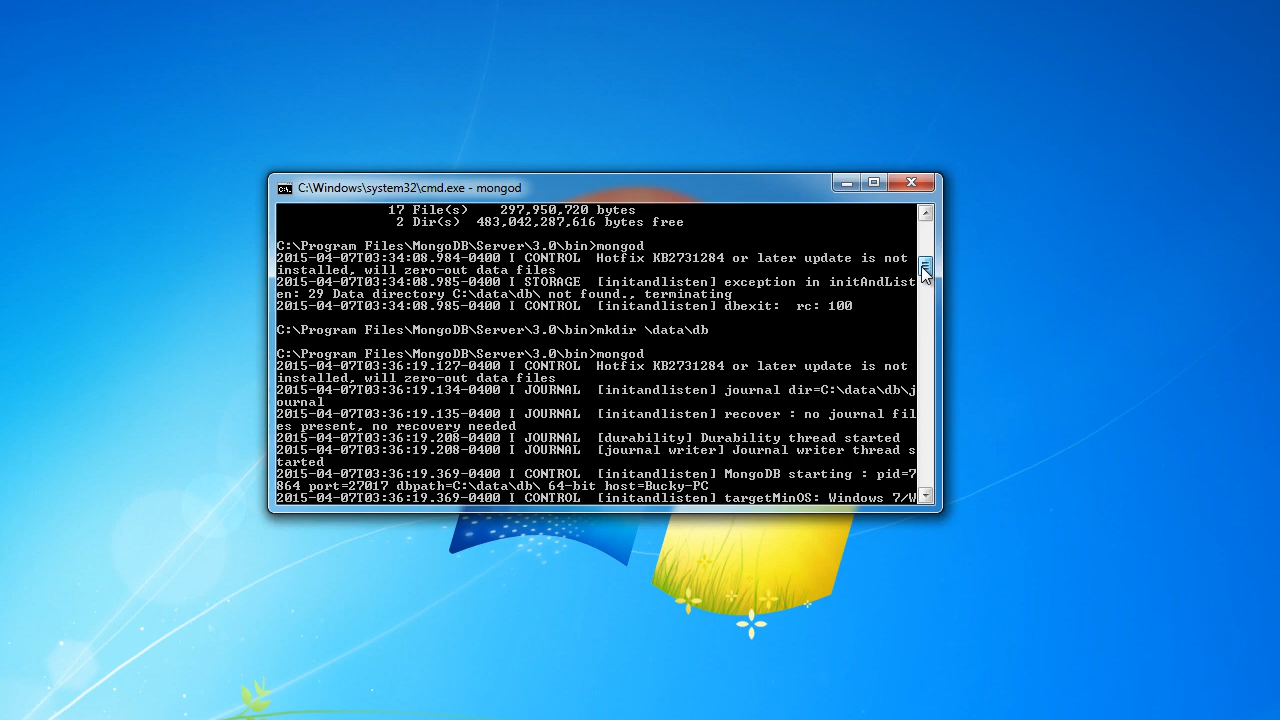 C:\Windows\system32\cmd.exe - mongod
17 File(s)    297,950,720 bytes
2 Dir(s)  483,042,287,616 bytes free
C:\Program Files\MongoDB\Server\3.0\bin>mongod
2015-04-07T03:34:08.984-0400 I CONTROL  Hotfix KB2731284 or later update is not
installed, will zero-out data files
2015-04-07T03:34:08.985-0400 I STORAGE  [initandlisten] exception in initAndList
en: 29 Data directory C:\data\db\ not found., terminating
2015-04-07T03:34:08.985-0400 I CONTROL  [initandlisten] dbexit:  rc: 100
C:\Program Files\MongoDB\Server\3.0\bin>mkdir \data\db
C:\Program Files\MongoDB\Server\3.0\bin>mongod
2015-04-07T03:36:19.127-0400 I CONTROL  Hotfix KB2731284 or later update is not
installed, will zero-out data files
2015-04-07T03:36:19.134-0400 I JOURNAL  [initandlisten] journal dir=C:\data\db\j
ournal
2015-04-07T03:36:19.135-0400 I JOURNAL  [initandlisten] recover : no journal fil
es present, no recovery needed
2015-04-07T03:36:19.208-0400 I JOURNAL  [durability] Durability thread started
2015-04-07T03:36:19.208-0400 I JOURNAL  [journal writer] Journal writer thread s
tarted
2015-04-07T03:36:19.369-0400 I CONTROL  [initandlisten] MongoDB starting : pid=7
864 port=27017 dbpath=C:\data\db\ 64-bit host=Bucky-PC
2015-04-07T03:36:19.369-0400 I CONTROL  [initandlisten] targetMinOS: Windows 7/W